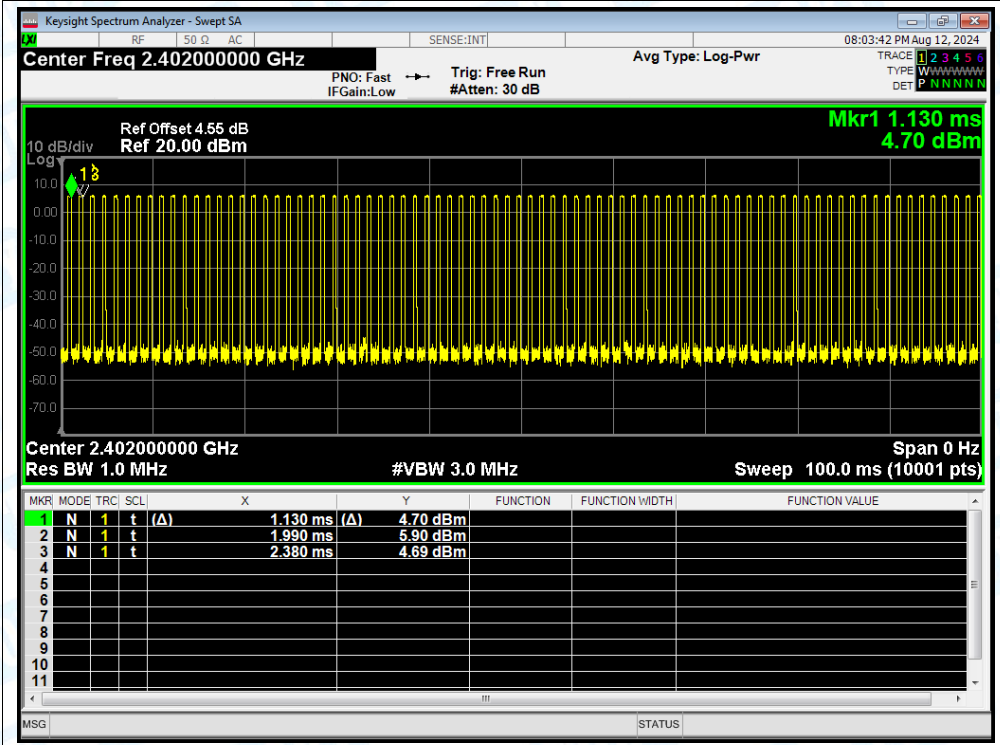 Keysight Spectrum Analyzer - Swept SA
LXI RF 50 Ω AC SENSE:INT 08:03:42 PM Aug 12, 2024
Center Freq 2.402000000 GHz Avg Type: Log-Pwr TRACE 1 2 3 4 5 6
PNO: Fast Trig: Free Run TYPE WWWWWW
IFGain:Low #Atten: 30 dB DET P N N N N N
Mkr1 1.130 ms
Ref Offset 4.55 dB
10 dB/div Ref 20.00 dBm 4.70 dBm
Log
1
10.0
0.00
-10.0
-20.0
-30.0
-40.0
-50.0
-60.0
-70.0
Center 2.402000000 GHz Span 0 Hz
Res BW 1.0 MHz #VBW 3.0 MHz Sweep 100.0 ms (10001 pts)
MKR MODE TRC SCL X Y FUNCTION FUNCTION WIDTH FUNCTION VALUE
1 N 1 t (Δ) 1.130 ms (Δ) 4.70 dBm
2 N 1 t 1.990 ms 5.90 dBm
3 N 1 t 2.380 ms 4.69 dBm
4
5
6
7
8
9
10
11
MSG STATUS